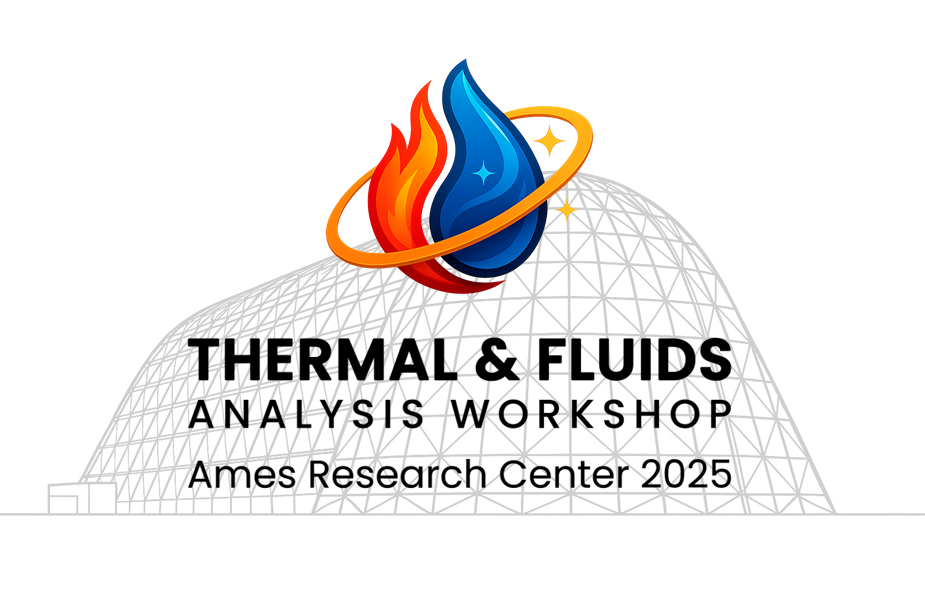 THERMAL & FLUIDS
ANALYSIS WORKSHOP
Ames Research Center 2025